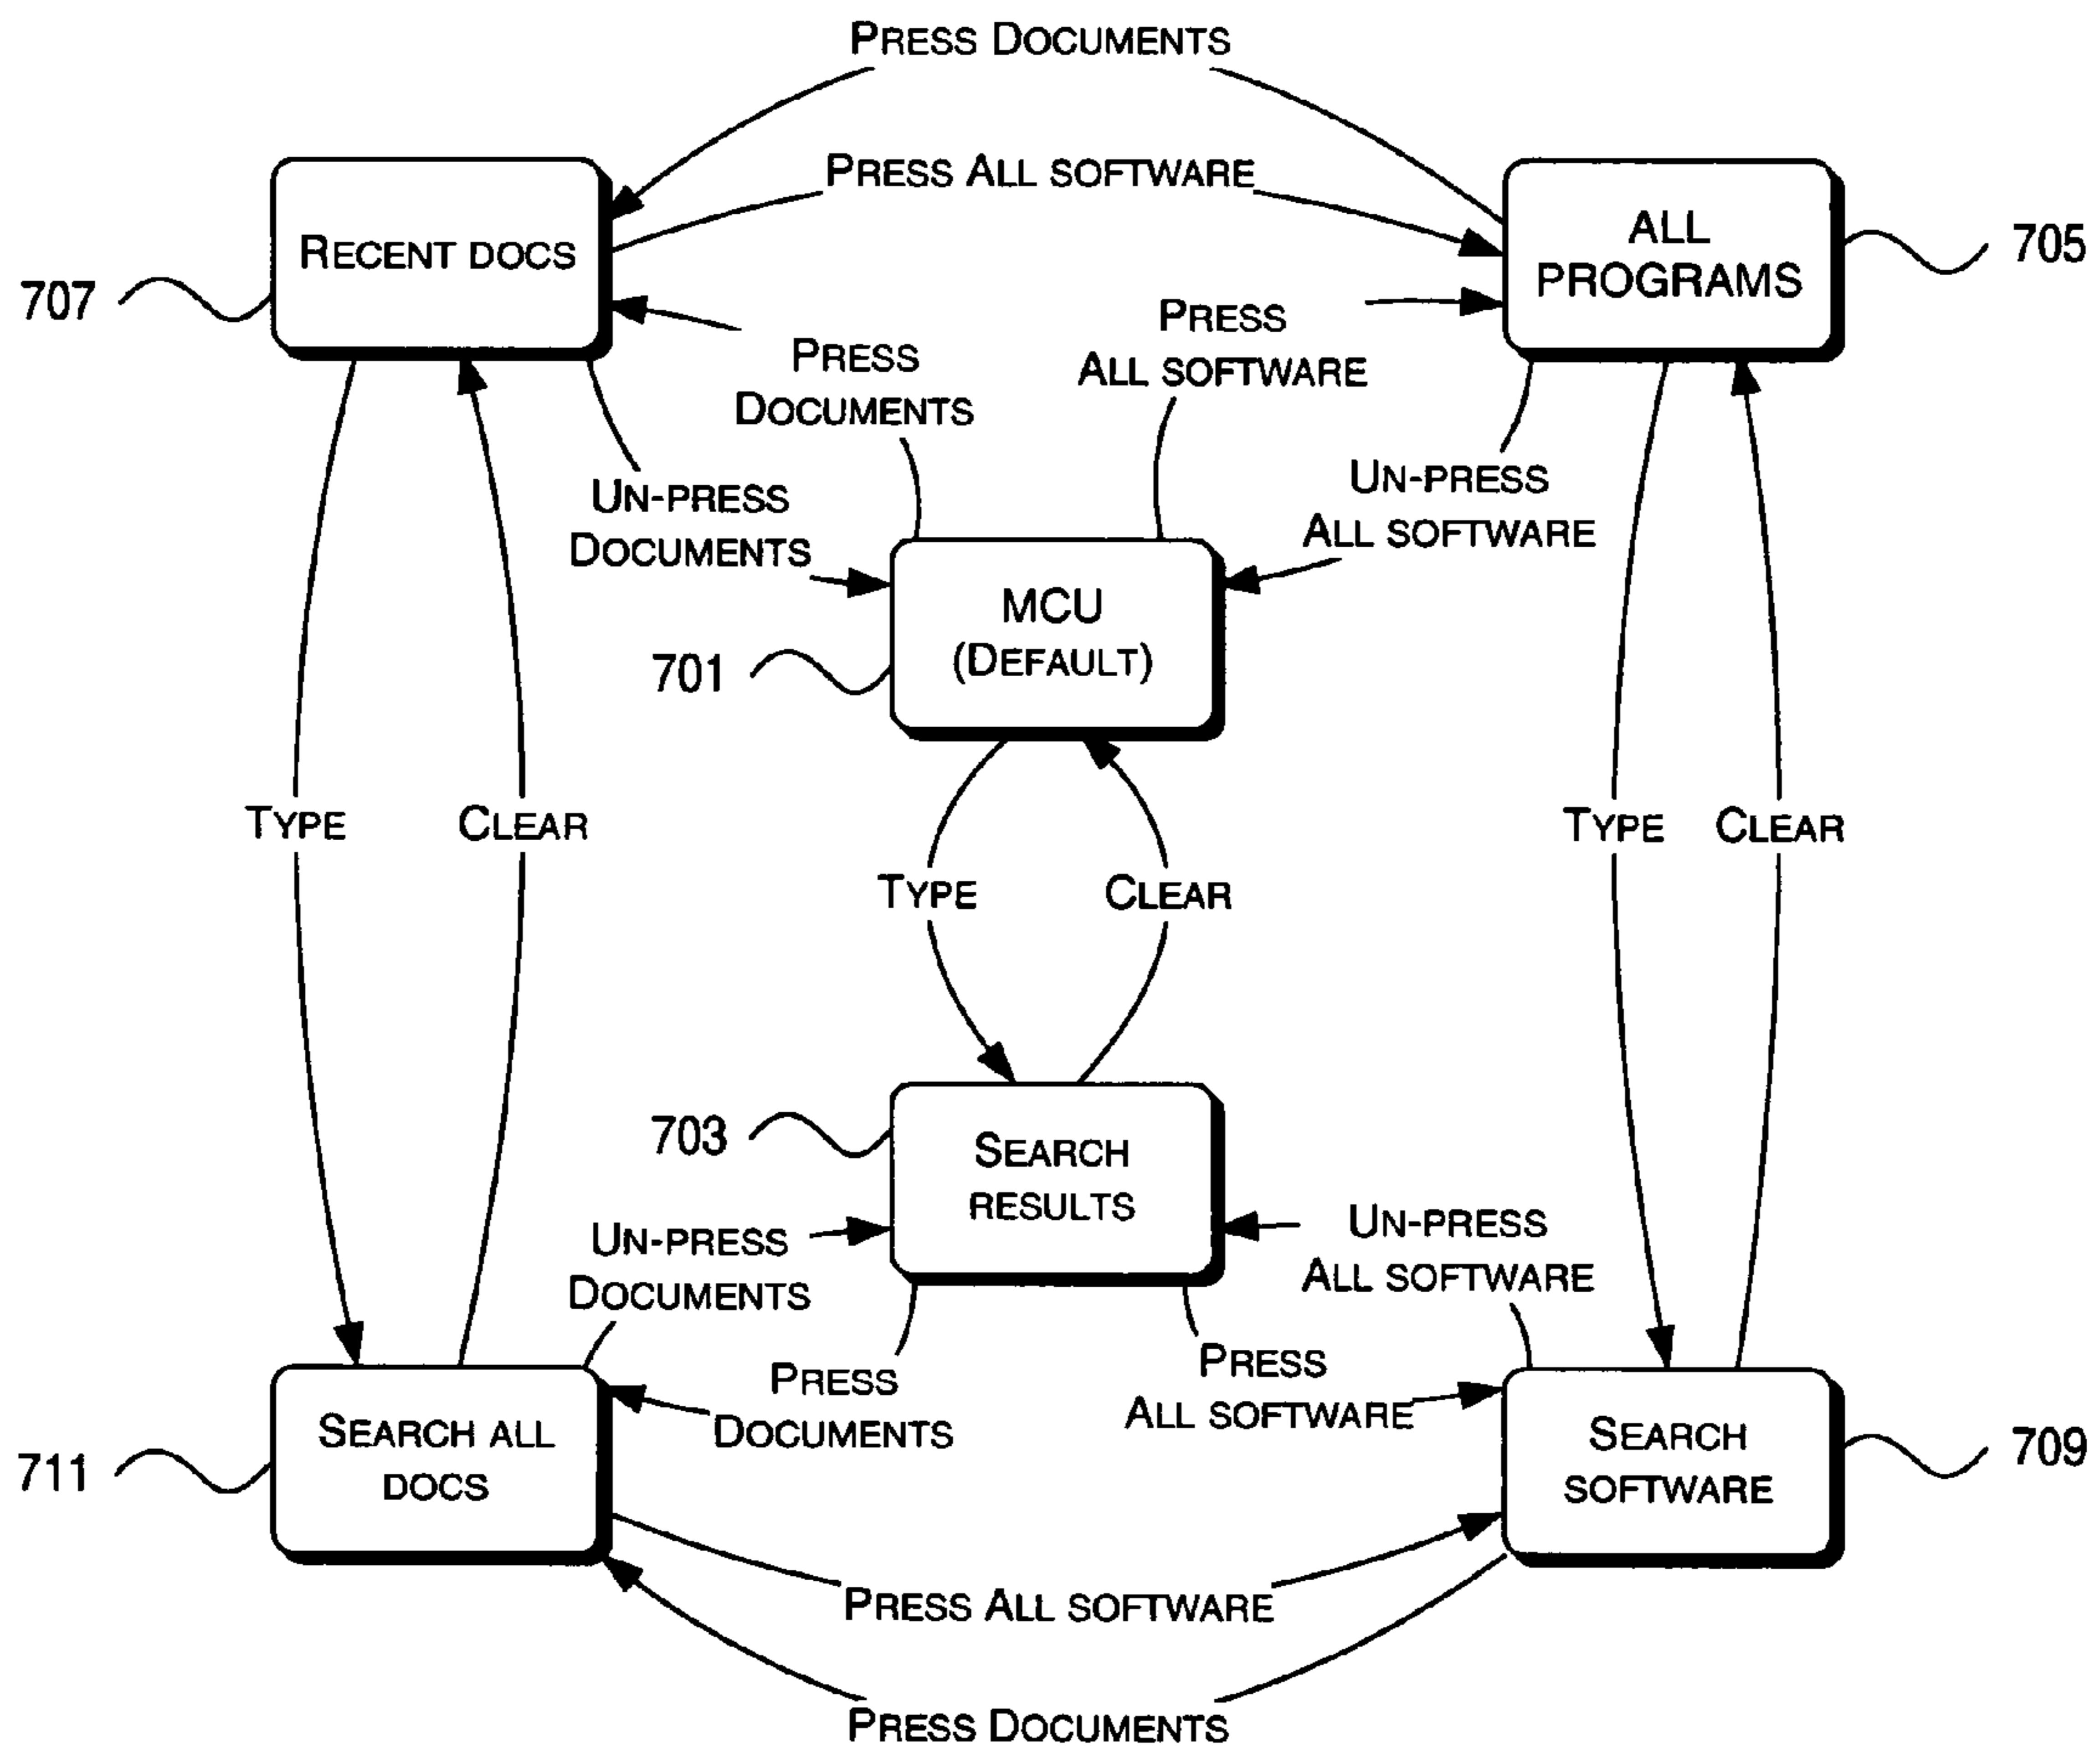 PRESS DOCUMENTS
PRESS ALL SOFTWARE
RECENT DOCS
ALL
PROGRAMS
705
707
PRESS
ALL SOFTWARE
PRESS
DOCUMENTS
UN-PRESS
DOCUMENTS
UN-PRESS
ALL SOFTWARE
MCU
(DEFAULT)
701
TYPE
CLEAR
TYPE
CLEAR
TYPE
CLEAR
703
SEARCH
RESULTS
UN-PRESS
DOCUMENTS
UN-PRESS
ALL SOFTWARE
PRESS
DOCUMENTS
PRESS
ALL SOFTWARE
SEARCH ALL
DOCS
711
SEARCH
SOFTWARE
709
PRESS ALL SOFTWARE
PRESS DOCUMENTS